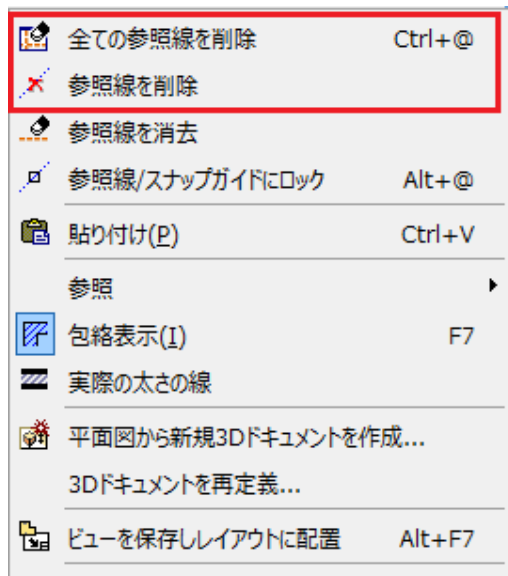 全ての参照線を削除 Ctrl+@
参照線を削除
参照線を消去
参照線/スナップガイドにロック Alt+@
貼り付け(P) Ctrl+V
参照
包絡表示(I) F7
実際の太さの線
平面図から新規3Dドキュメントを作成...
3Dドキュメントを再定義...
ビューを保存しレイアウトに配置 Alt+F7